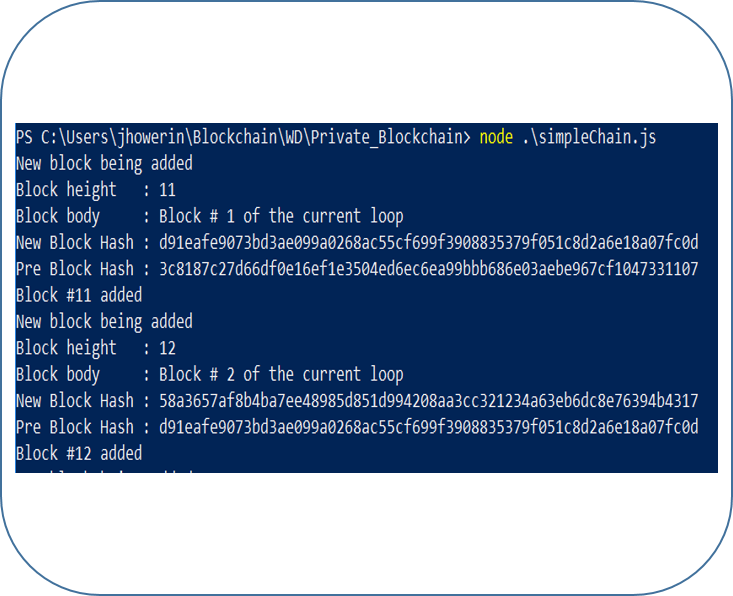 PS C:\Users\jhowerin\Blockchain\WD\Private_Blockchain> node .\simpleChain.js
New block being added
Block height   : 11
Block body     : Block # 1 of the current loop
New Block Hash : d91eafe9073bd3ae099a0268ac55cf699f3908835379f051c8d2a6e18a07fc0d
Pre Block Hash : 3c8187c27d66df0e16ef1e3504ed6ec6ea99bbb686e03aebe967cf1047331107
Block #11 added
New block being added
Block height   : 12
Block body     : Block # 2 of the current loop
New Block Hash : 58a3657af8b4ba7ee48985d851d994208aa3cc321234a63eb6dc8e76394b4317
Pre Block Hash : d91eafe9073bd3ae099a0268ac55cf699f3908835379f051c8d2a6e18a07fc0d
Block #12 added